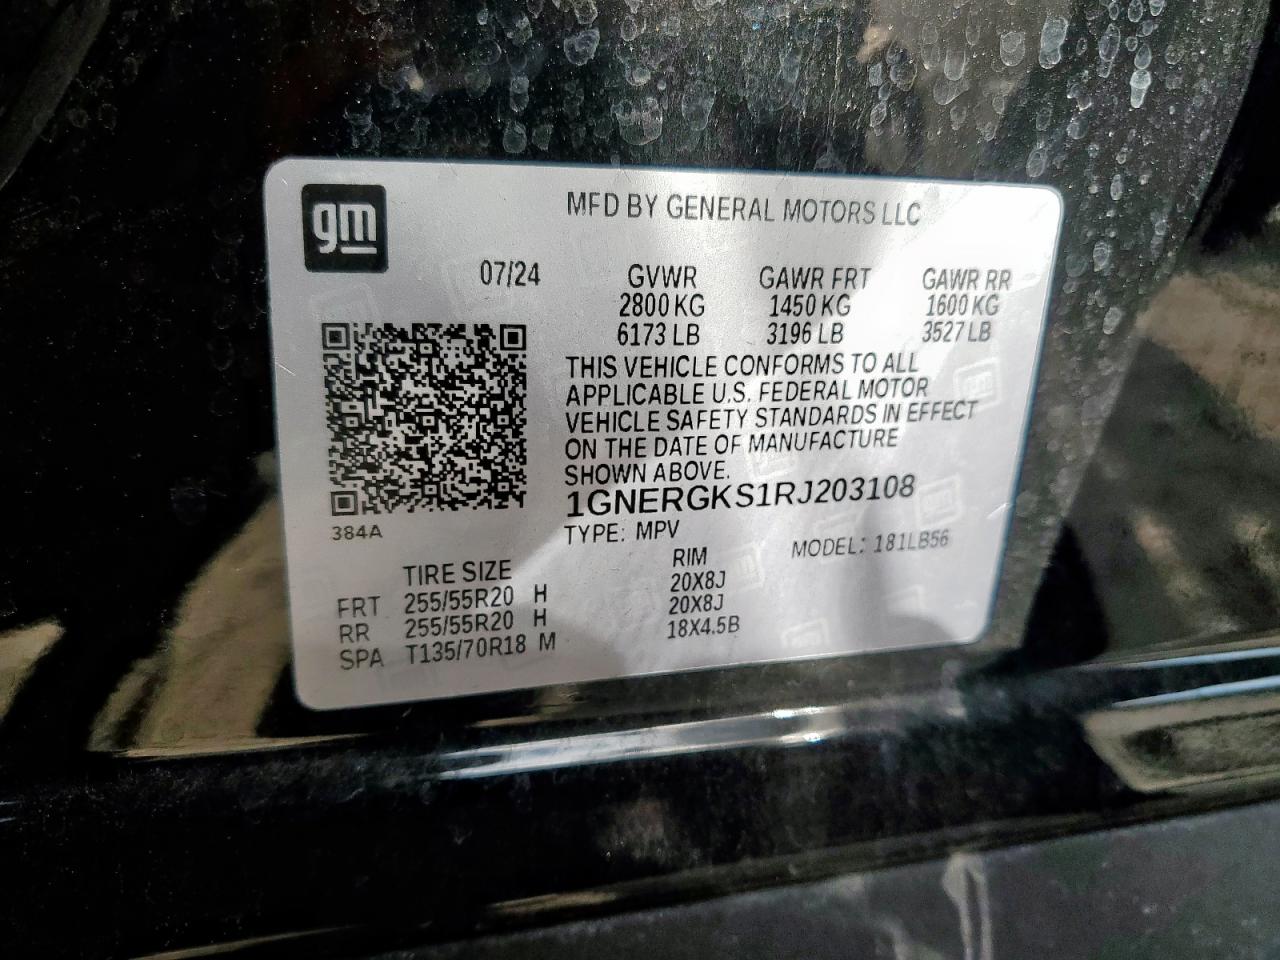 gm
MFD BY GENERAL MOTORS LLC
07/24 GVWR GAWR FRT GAWR RR
2800 KG 1450 KG 1600 KG
6173 LB 3196 LB 3527 LB
THIS VEHICLE CONFORMS TO ALL
APPLICABLE U.S. FEDERAL MOTOR
VEHICLE SAFETY STANDARDS IN EFFECT
ON THE DATE OF MANUFACTURE
SHOWN ABOVE.
1GNERGKS1RJ203108
384A
TYPE: MPV MODEL: 181LB56
TIRE SIZE RIM
FRT 255/55R20 H 20X8J
RR 255/55R20 H 20X8J
SPA T135/70R18 M 18X4.5B